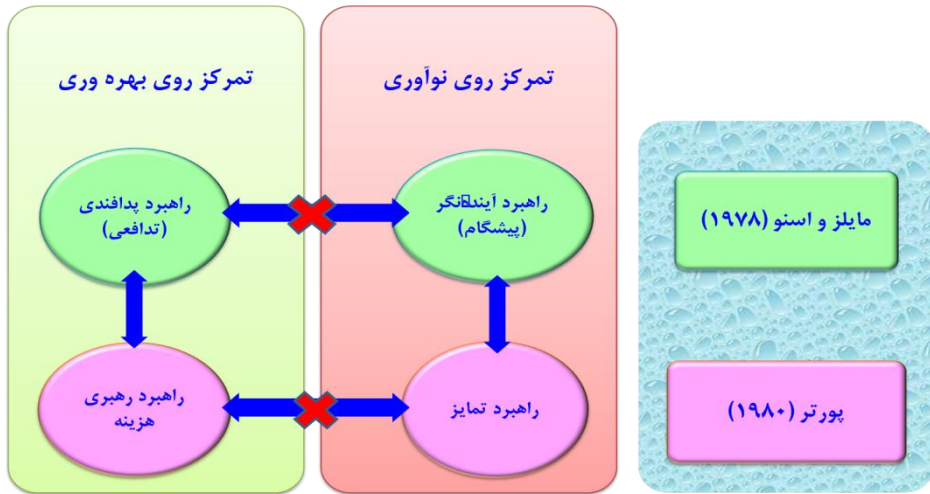 تمرکز روی نوآوری
تمرکز روی بهره وری
راهبرد آیند‌نگر
(پیشگام)
راهبرد پدافندی
(تدافعی)
مایلز و اسنو (۱۹۷۸)
راهبرد تمایز
راهبرد رهبری
هزینه
پورتر (۱۹۸۰)